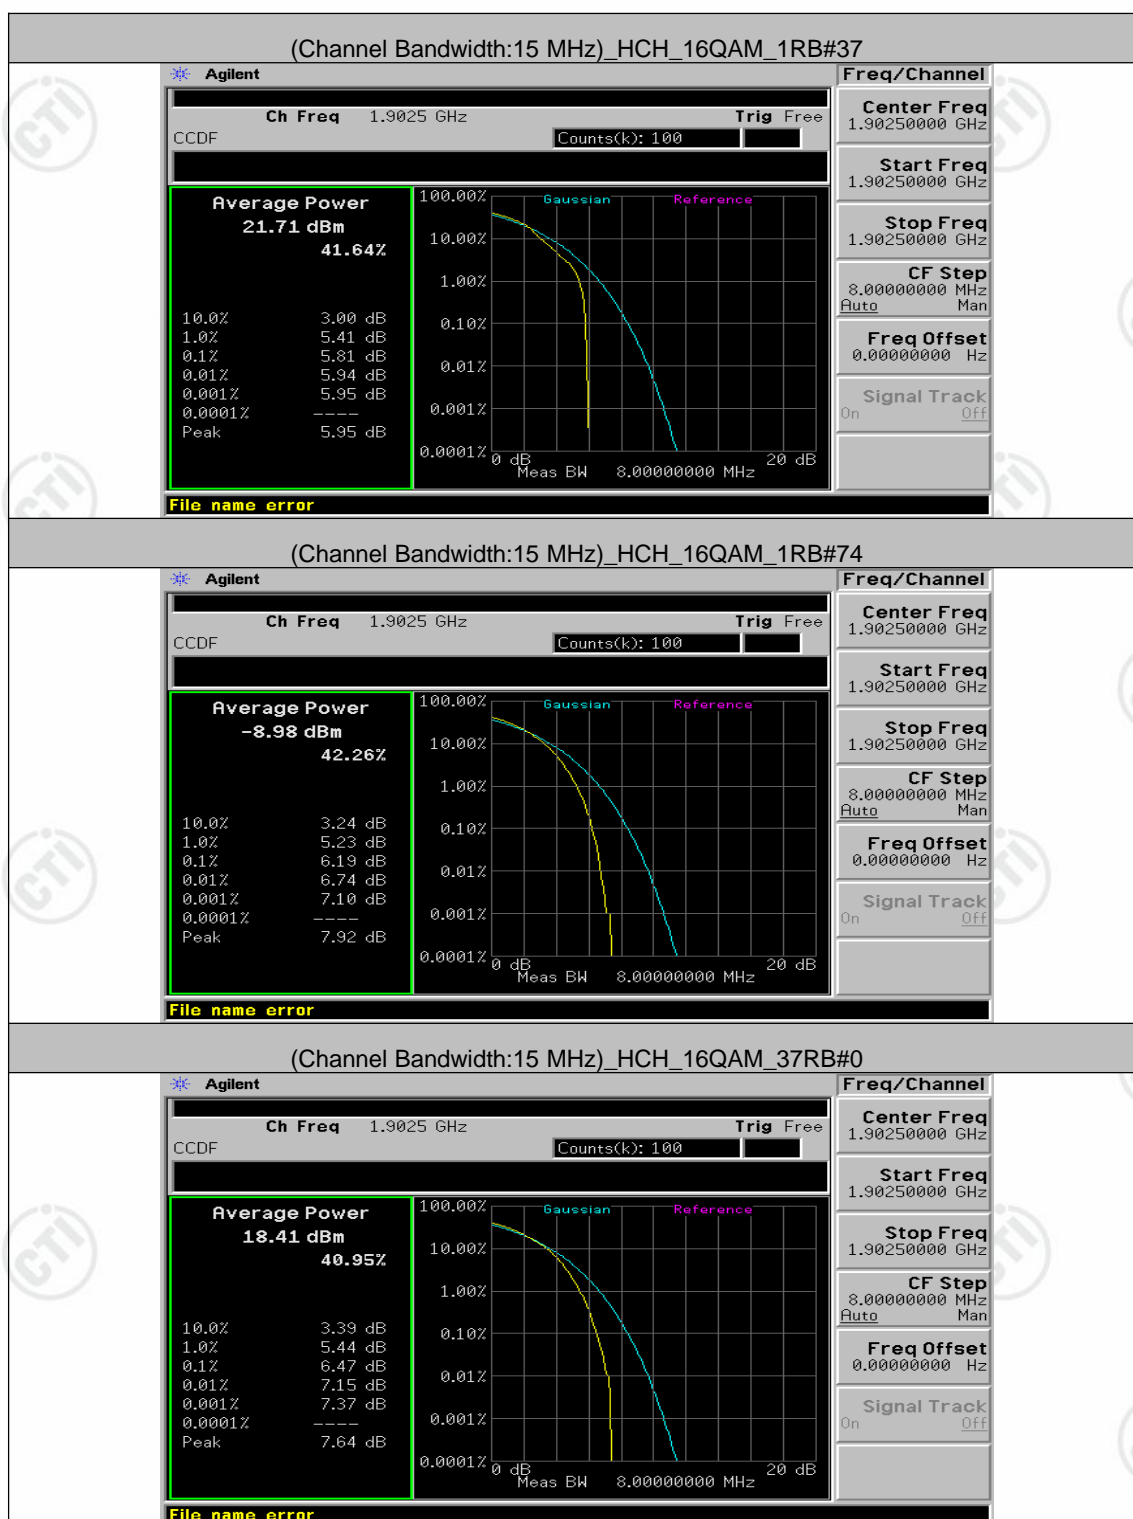 (Channel Bandwidth:15 MHz)_HCH_16QAM_1RB#37
Agilent
Freq/Channel
Ch Freq 1.9025 GHz Trig Free
CCDF Counts(k): 100
Center Freq
1.90250000 GHz
Start Freq
1.90250000 GHz
Stop Freq
1.90250000 GHz
CF Step
8.00000000 MHz
Auto Man
Freq Offset
0.00000000 Hz
Signal Track
On Off
Average Power
21.71 dBm
41.64%
10.0% 3.00 dB
1.0% 5.41 dB
0.1% 5.81 dB
0.01% 5.94 dB
0.001% 5.95 dB
0.0001% ----
Peak 5.95 dB
Gaussian Reference
100.00%
10.00%
1.00%
0.10%
0.01%
0.001%
0.0001%
0 dB 20 dB
Meas BW 8.00000000 MHz
File name error
(Channel Bandwidth:15 MHz)_HCH_16QAM_1RB#74
Agilent
Freq/Channel
Ch Freq 1.9025 GHz Trig Free
CCDF Counts(k): 100
Center Freq
1.90250000 GHz
Start Freq
1.90250000 GHz
Stop Freq
1.90250000 GHz
CF Step
8.00000000 MHz
Auto Man
Freq Offset
0.00000000 Hz
Signal Track
On Off
Average Power
-8.98 dBm
42.26%
10.0% 3.24 dB
1.0% 5.23 dB
0.1% 6.19 dB
0.01% 6.74 dB
0.001% 7.10 dB
0.0001% ----
Peak 7.92 dB
Gaussian Reference
100.00%
10.00%
1.00%
0.10%
0.01%
0.001%
0.0001%
0 dB 20 dB
Meas BW 8.00000000 MHz
File name error
(Channel Bandwidth:15 MHz)_HCH_16QAM_37RB#0
Agilent
Freq/Channel
Ch Freq 1.9025 GHz Trig Free
CCDF Counts(k): 100
Center Freq
1.90250000 GHz
Start Freq
1.90250000 GHz
Stop Freq
1.90250000 GHz
CF Step
8.00000000 MHz
Auto Man
Freq Offset
0.00000000 Hz
Signal Track
On Off
Average Power
18.41 dBm
40.95%
10.0% 3.39 dB
1.0% 5.44 dB
0.1% 6.47 dB
0.01% 7.15 dB
0.001% 7.37 dB
0.0001% ----
Peak 7.64 dB
Gaussian Reference
100.00%
10.00%
1.00%
0.10%
0.01%
0.001%
0.0001%
0 dB 20 dB
Meas BW 8.00000000 MHz
File name error
CTI
CTI
CTI
CTI
CTI
CTI
CTI
CTI